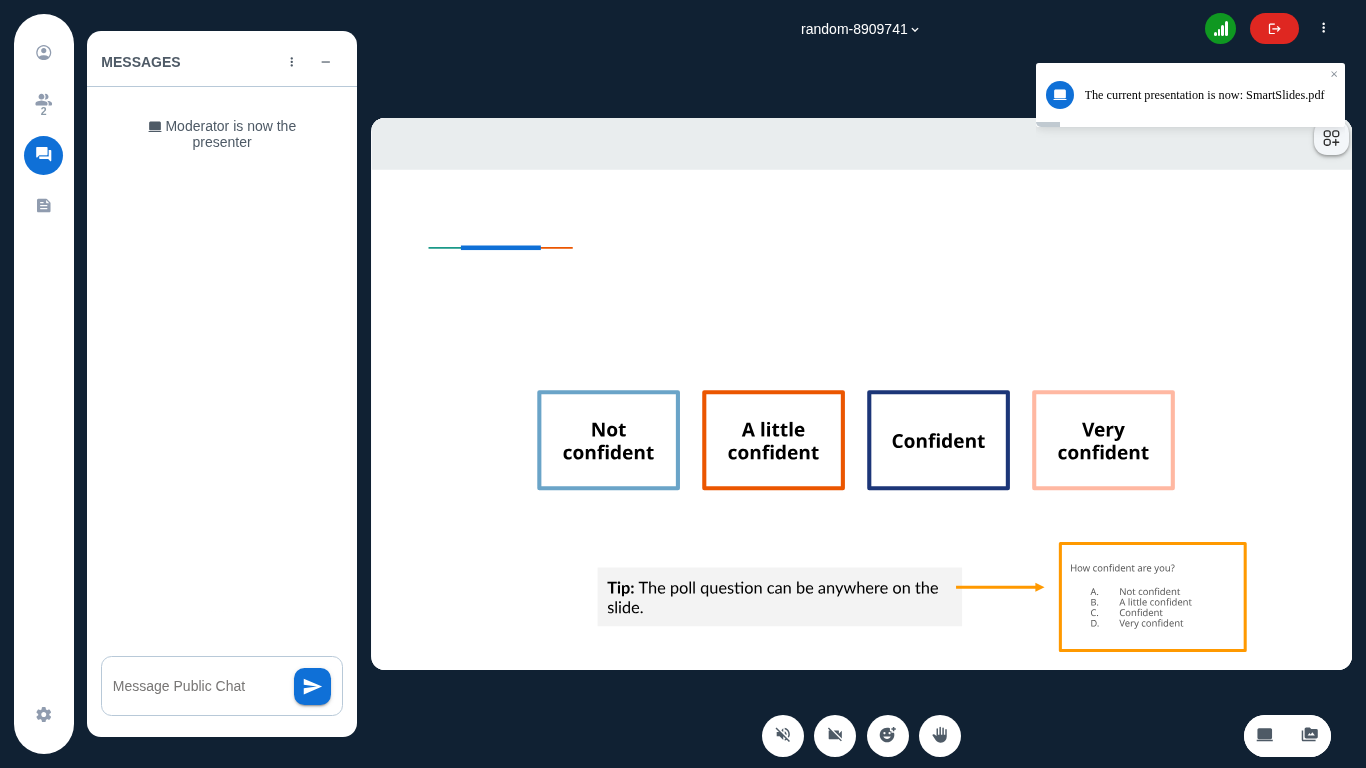 random-8909741
MESSAGES
2
Moderator is now the
presenter
Message Public Chat
The current presentation is now: SmartSlides.pdf
Not
confident
A little
confident
Confident
Very
confident
Tip: The poll question can be anywhere on the
slide.
How confident are you?
A. Not confident
B. A little confident
C. Confident
D. Very confident